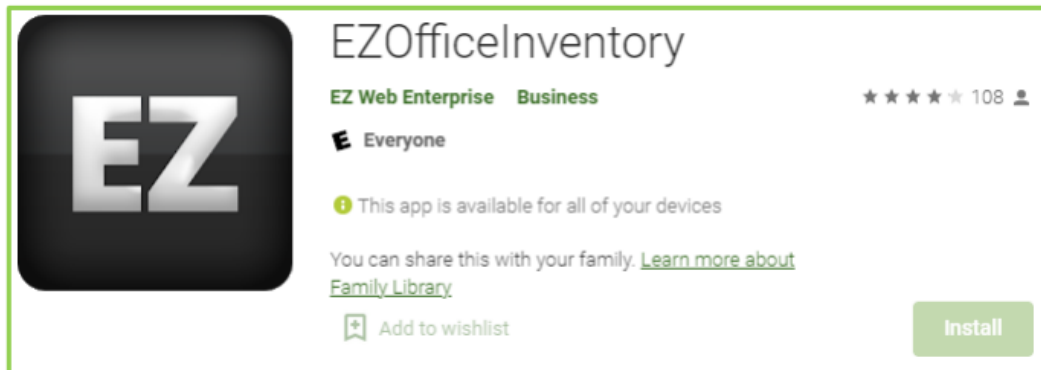 EZ
EZOfficeInventory
EZ Web Enterprise Business
108
E Everyone
This app is available for all of your devices
You can share this with your family. Learn more about
Family Library
Add to wishlist
Install